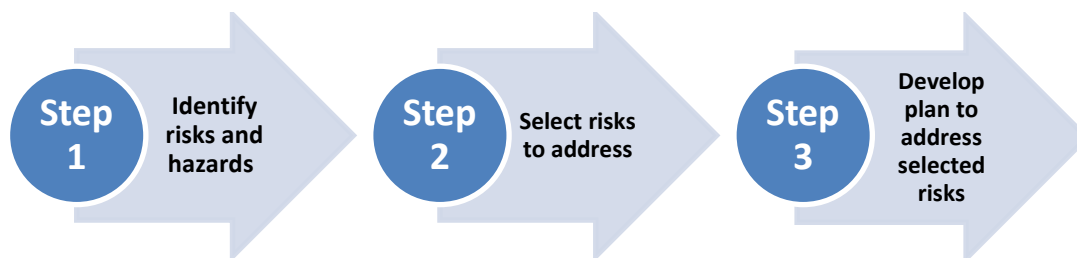 Step
1
Identify
risks and
hazards
Step
2
Select risks
to address
Step
3
Develop
plan to
address
selected
risks